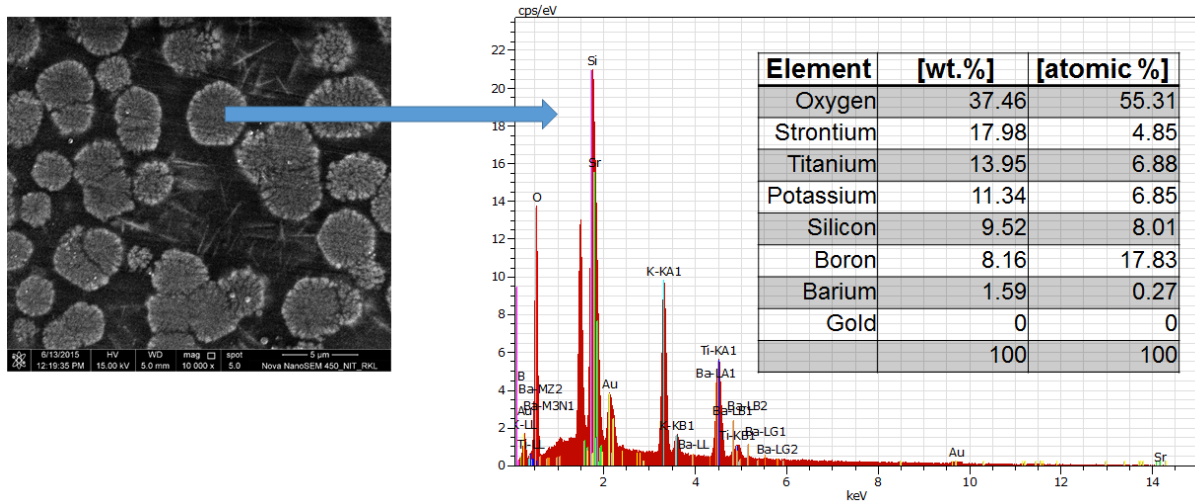 cps/eV
22
20
18
16
14
12
10
8
6
4
2
0
Si
Sr
O
K-KA1
Ti-KA1
Ba-LA1
Au
B
Ba-MZ2
Ba-M3N1
Au
K-LL
Ti-LL
K-KB1
Ba-LL
Ba-LB2
Ba-LB1
Ti-KB1
Ba-LG1
Ba-LG2
Au
Sr
2 4 6 8 10 12 14
keV
Element [wt.%] [atomic %]
Oxygen 37.46 55.31
Strontium 17.98 4.85
Titanium 13.95 6.88
Potassium 11.34 6.85
Silicon 9.52 8.01
Boron 8.16 17.83
Barium 1.59 0.27
Gold 0 0
100 100
6/13/2015 HV WD mag spot 5 µm
12:19:35 PM 15.00 kV 5.0 mm 10 000 x 5.0 Nova NanoSEM 450_NIT_RKL